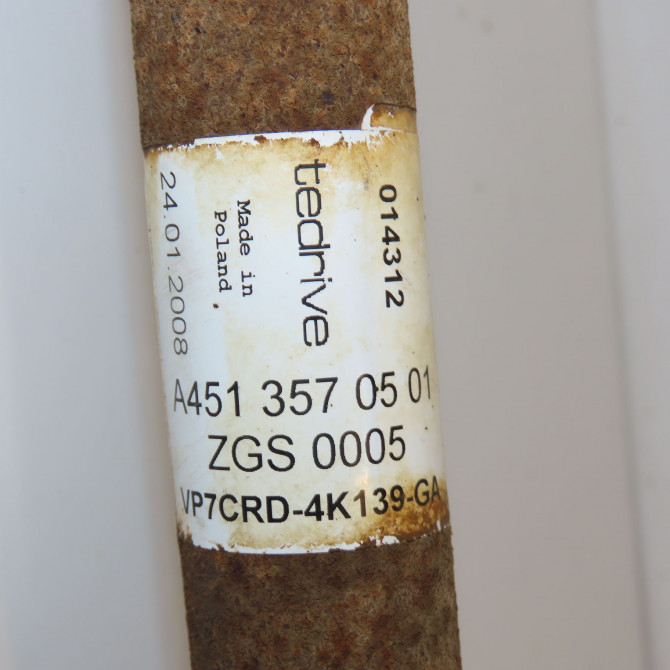 014312
tedrive
Made in
Poland
24.01.2008
A451 357 05 01
ZGS 0005
VP7CRD-4K139-GA